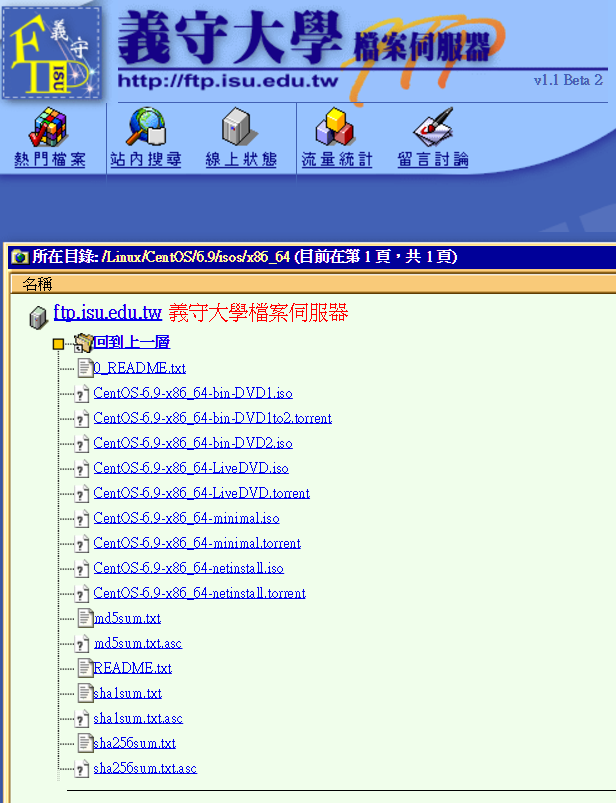 義守
FTP
ISU
義守大學 檔案伺服器
FTP
http://ftp.isu.edu.tw
v1.1 Beta 2
熱門檔案 站內搜尋 線上狀態 流量統計 留言討論
所在目錄: /Linux/CentOS/6.9/isos/x86_64 (目前在第 1 頁，共 1 頁)
名稱
ftp.isu.edu.tw 義守大學檔案伺服器
回到上一層
0_README.txt
CentOS-6.9-x86_64-bin-DVD1.iso
CentOS-6.9-x86_64-bin-DVD1to2.torrent
CentOS-6.9-x86_64-bin-DVD2.iso
CentOS-6.9-x86_64-LiveDVD.iso
CentOS-6.9-x86_64-LiveDVD.torrent
CentOS-6.9-x86_64-minimal.iso
CentOS-6.9-x86_64-minimal.torrent
CentOS-6.9-x86_64-netinstall.iso
CentOS-6.9-x86_64-netinstall.torrent
md5sum.txt
md5sum.txt.asc
README.txt
sha1sum.txt
sha1sum.txt.asc
sha256sum.txt
sha256sum.txt.asc